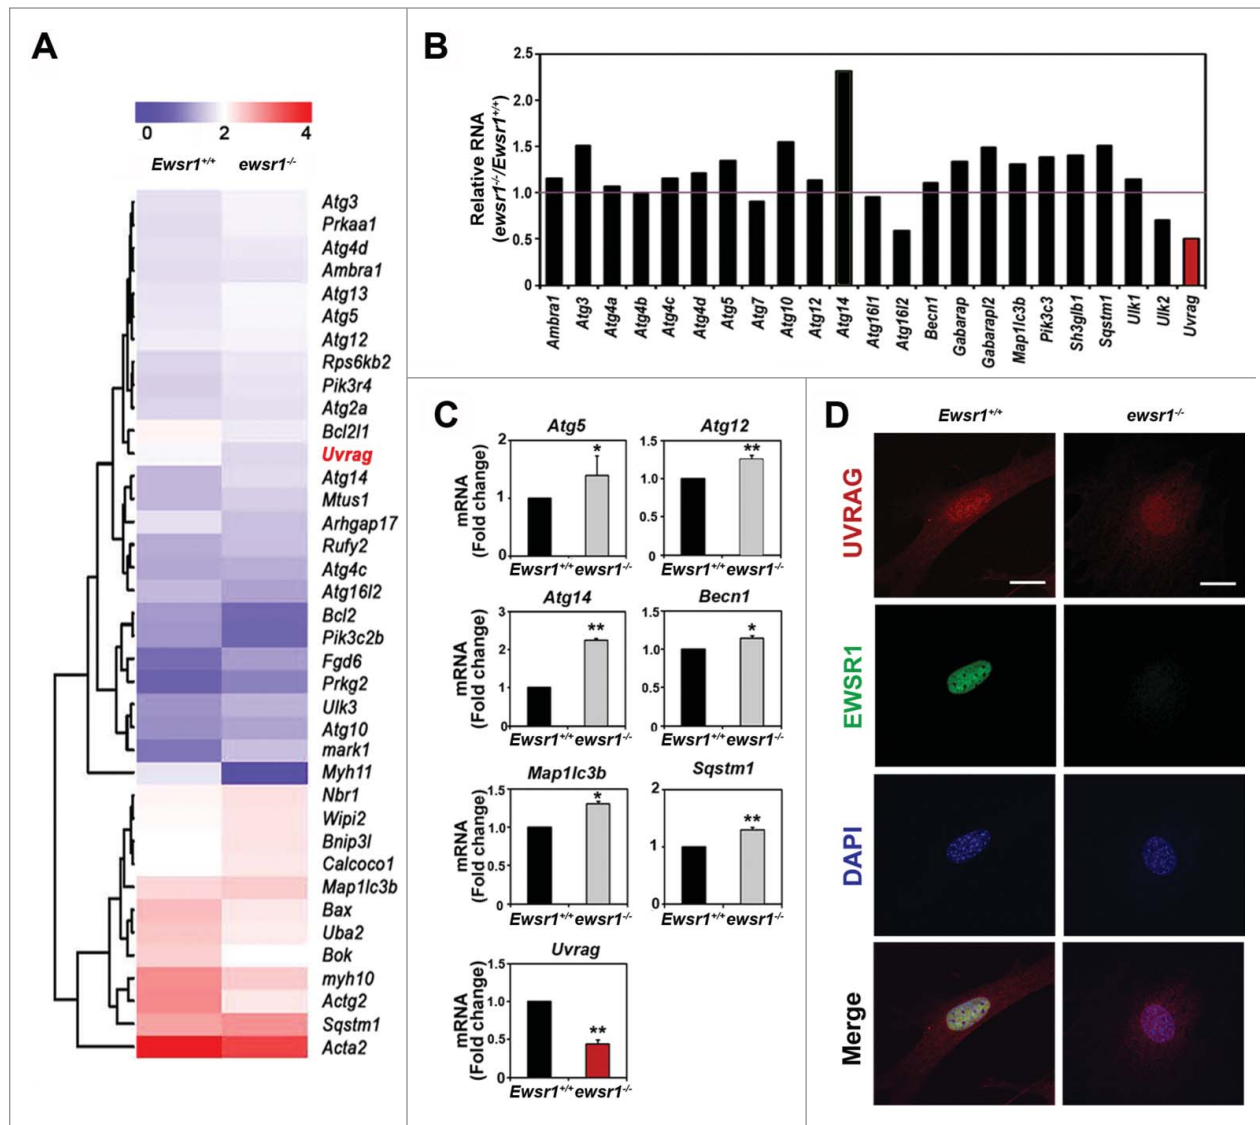 A
0 2 4
Ewsr1+/+ ewsr1-/-
Atg3
Prkaa1
Atg4d
Ambra1
Atg13
Atg5
Atg12
Rps6kb2
Pik3r4
Atg2a
Bcl2l1
Uvrag
Atg14
Mtus1
Arhgap17
Rufy2
Atg4c
Atg16l2
Bcl2
Pik3c2b
Fgd6
Prkg2
Ulk3
Atg10
mark1
Myh11
Nbr1
Wipi2
Bnip3l
Calcoco1
Map1lc3b
Bax
Uba2
Bok
myh10
Actg2
Sqstm1
Acta2
B
Relative RNA
(ewsr1-/-/Ewsr1+/+)
2.5
2.0
1.5
1.0
0.5
0
Ambra1 Atg3 Atg4a Atg4b Atg4c Atg4d Atg5 Atg7 Atg10 Atg12 Atg14 Atg16l1 Atg16l2 Becn1 Gabarap Gabarapl2 Map1lc3b Pik3c3 Sh3glb1 Sqstm1 Ulk1 Ulk2 Uvrag
C
Atg5
mRNA
(Fold change)
2
1
0
*
Ewsr1+/+ ewsr1-/-
Atg12
1.5
1.0
0.5
0
**
Ewsr1+/+ ewsr1-/-
Atg14
mRNA
(Fold change)
3
2
1
0
**
Ewsr1+/+ ewsr1-/-
Becn1
1.5
1.0
0.5
0
*
Ewsr1+/+ ewsr1-/-
Map1lc3b
mRNA
(Fold change)
1.5
1.0
0.5
0
*
Ewsr1+/+ ewsr1-/-
Sqstm1
2
1
0
**
Ewsr1+/+ ewsr1-/-
Uvrag
mRNA
(Fold change)
1.5
1.0
0.5
0
**
Ewsr1+/+ ewsr1-/-
D
Ewsr1+/+ ewsr1-/-
UVRAG
EWSR1
DAPI
Merge